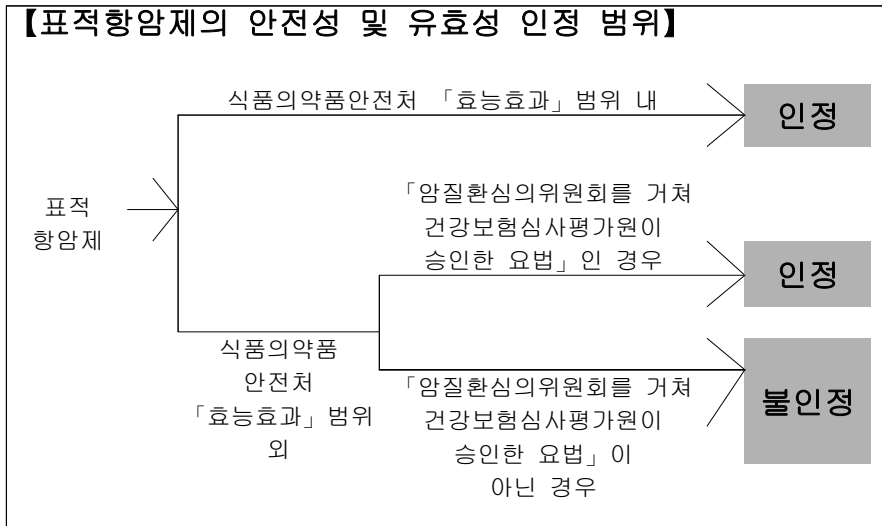 【표적항암제의 안전성 및 유효성 인정 범위】
식품의약품안전처 「효능효과」범위 내
인정
표적
항암제
「암질환심의위원회를 거쳐
건강보험심사평가원이
승인한 요법」인 경우
인정
식품의약품
안전처
「효능효과」범위
외
「암질환심의위원회를 거쳐
건강보험심사평가원이
승인한 요법」이
아닌 경우
불인정